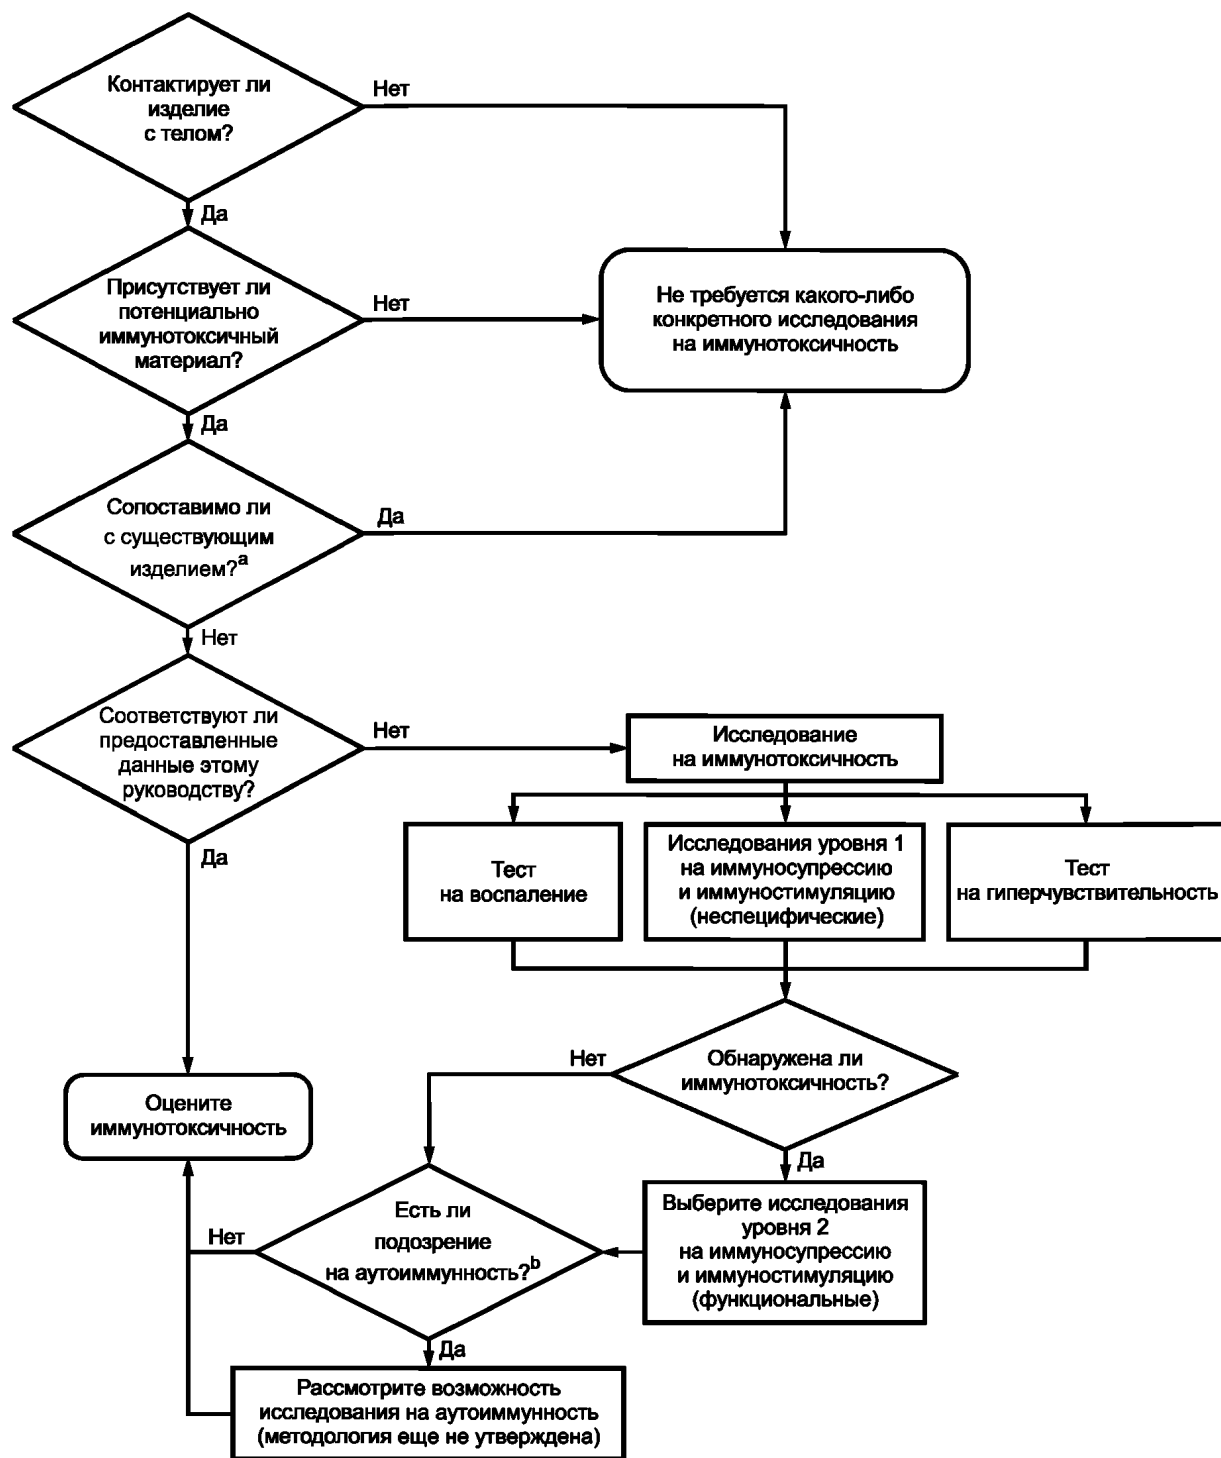 Контактирует ли
изделие
с телом?
Нет
Да
Присутствует ли
потенциально
иммунотоксичный
материал?
Нет
Не требуется какого-либо
конкретного исследования
на иммунотоксичность
Да
Сопоставимо ли
с существующим
изделием?a
Да
Нет
Соответствуют ли
предоставленные
данные этому
руководству?
Нет
Исследование
на иммунотоксичность
Да
Тест
на воспаление
Исследования уровня 1
на иммуносупрессию
и иммуностимуляцию
(неспецифические)
Тест
на гиперчувствительность
Обнаружена ли
иммунотоксичность?
Нет
Да
Оцените
иммунотоксичность
Выберите исследования
уровня 2
на иммуносупрессию
и иммуностимуляцию
(функциональные)
Есть ли
подозрение
на аутоиммунность?b
Нет
Да
Рассмотрите возможность
исследования на аутоиммунность
(методология еще не утверждена)